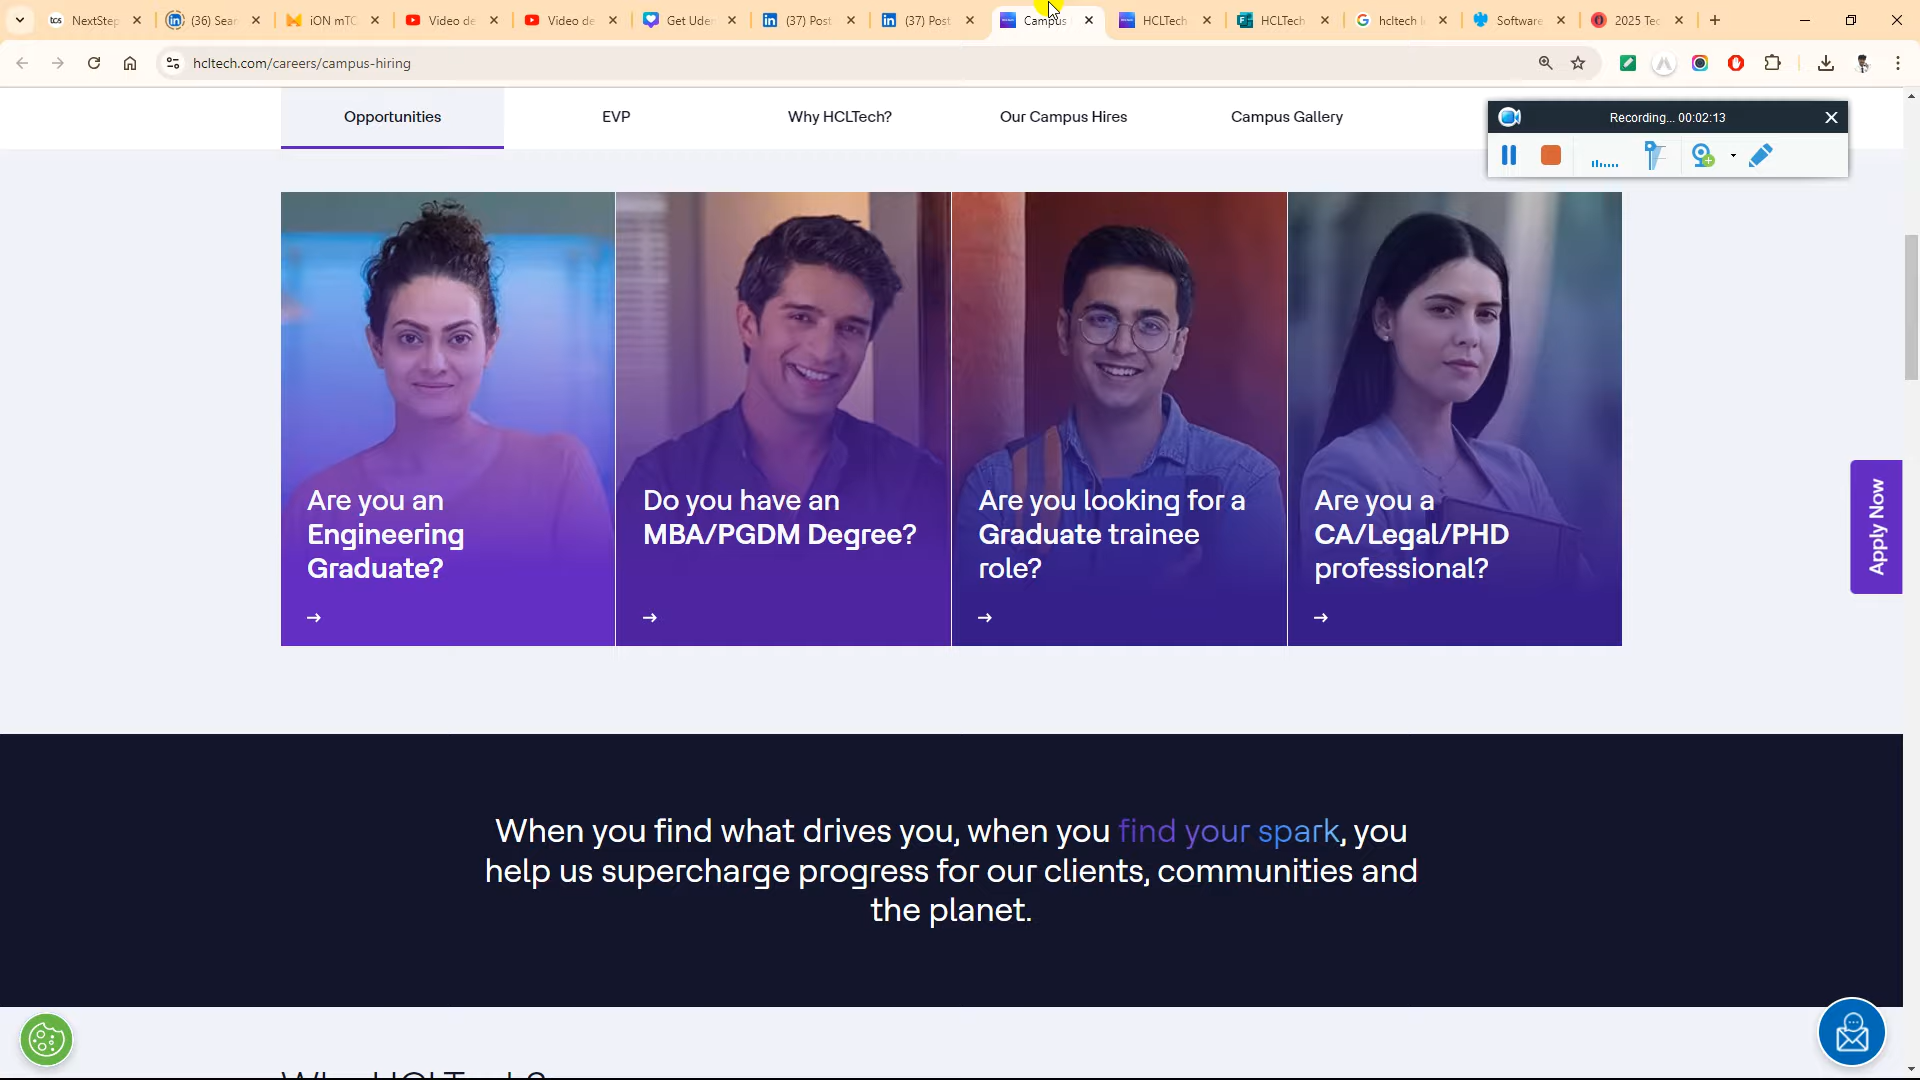 NextStep
(36) Sear
iON mTC
Video de
Video de
Get Uden
(37) Post
(37) Post
Campus
HCLTech
HCLTech
hcltech l
Software
2025 Tec
hcltech.com/careers/campus-hiring
Opportunities
EVP
Why HCLTech?
Our Campus Hires
Campus Gallery
Recording... 00:02:13
Are you an
Engineering
Graduate?
Do you have an
MBA/PGDM Degree?
Are you looking for a
Graduate trainee
role?
Are you a
CA/Legal/PHD
professional?
Apply Now
When you find what drives you, when you find your spark, you
help us supercharge progress for our clients, communities and
the planet.
Why HCLTech?